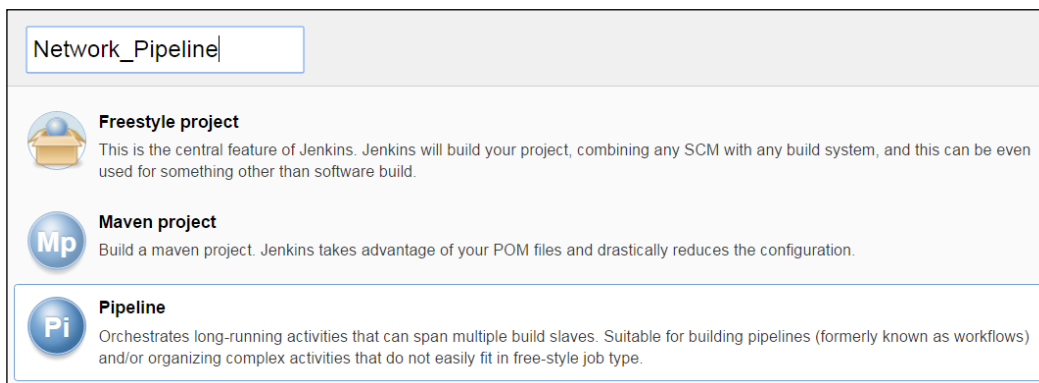 Network_Pipeline
Freestyle project
This is the central feature of Jenkins. Jenkins will build your project, combining any SCM with any build system, and this can be even
used for something other than software build.
Mp
Maven project
Build a maven project. Jenkins takes advantage of your POM files and drastically reduces the configuration.
Pi
Pipeline
Orchestrates long-running activities that can span multiple build slaves. Suitable for building pipelines (formerly known as workflows)
and/or organizing complex activities that do not easily fit in free-style job type.